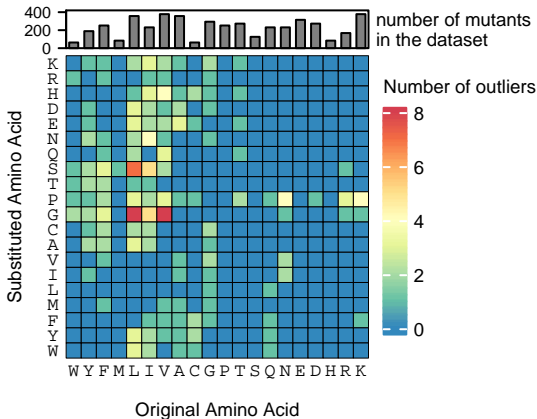 400
200
0
number of mutants
in the dataset
K
R
H
D
E
N
Q
S
T
P
G
C
A
V
I
L
M
F
Y
W
W Y F M L I V A C G P T S Q N E D H R K
Substituted Amino Acid
Original Amino Acid
Number of outliers
8
6
4
2
0